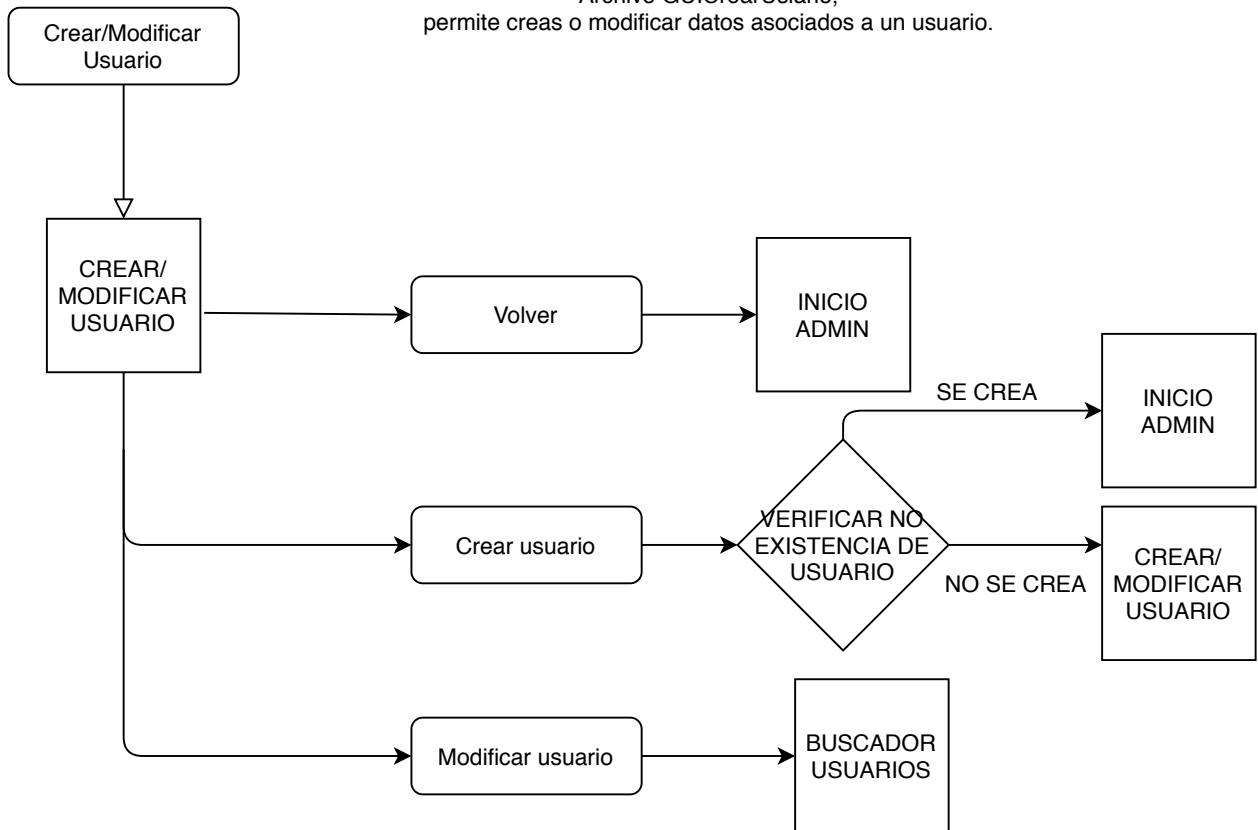 permite creas o modificar datos asociados a un usuario.
Crear/Modificar
Usuario
CREAR/
MODIFICAR
USUARIO
Volver
INICIO
ADMIN
SE CREA
INICIO
ADMIN
Crear usuario
VERIFICAR NO
EXISTENCIA DE
USUARIO
NO SE CREA
CREAR/
MODIFICAR
USUARIO
Modificar usuario
BUSCADOR
USUARIOS